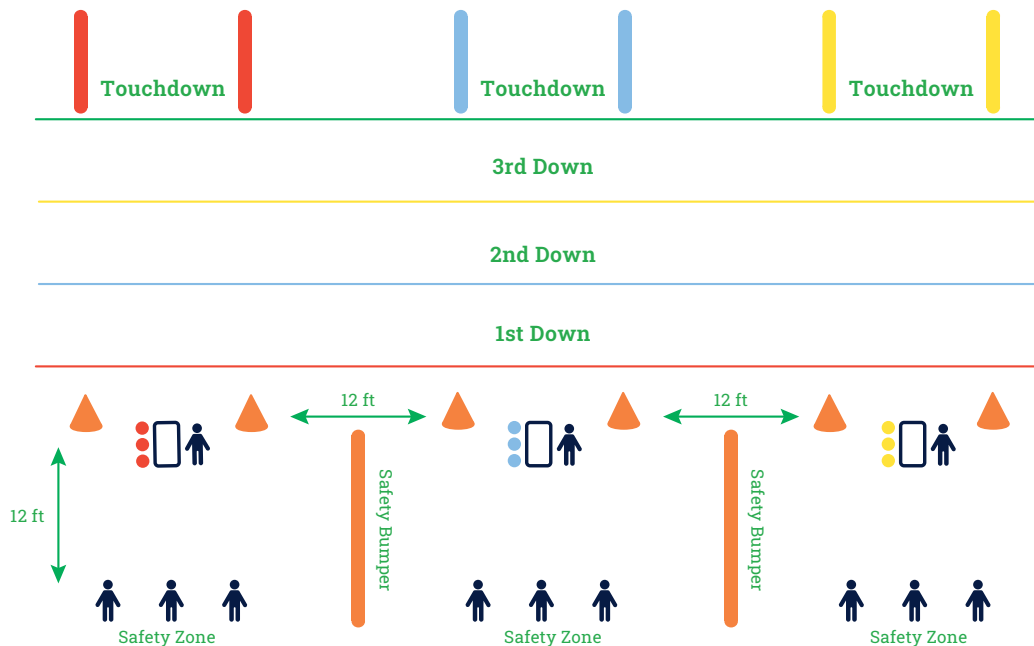 Touchdown
Touchdown
Touchdown
3rd Down
2nd Down
1st Down
12 ft
12 ft
12 ft
Safety Bumper
Safety Bumper
Safety Zone
Safety Zone
Safety Zone